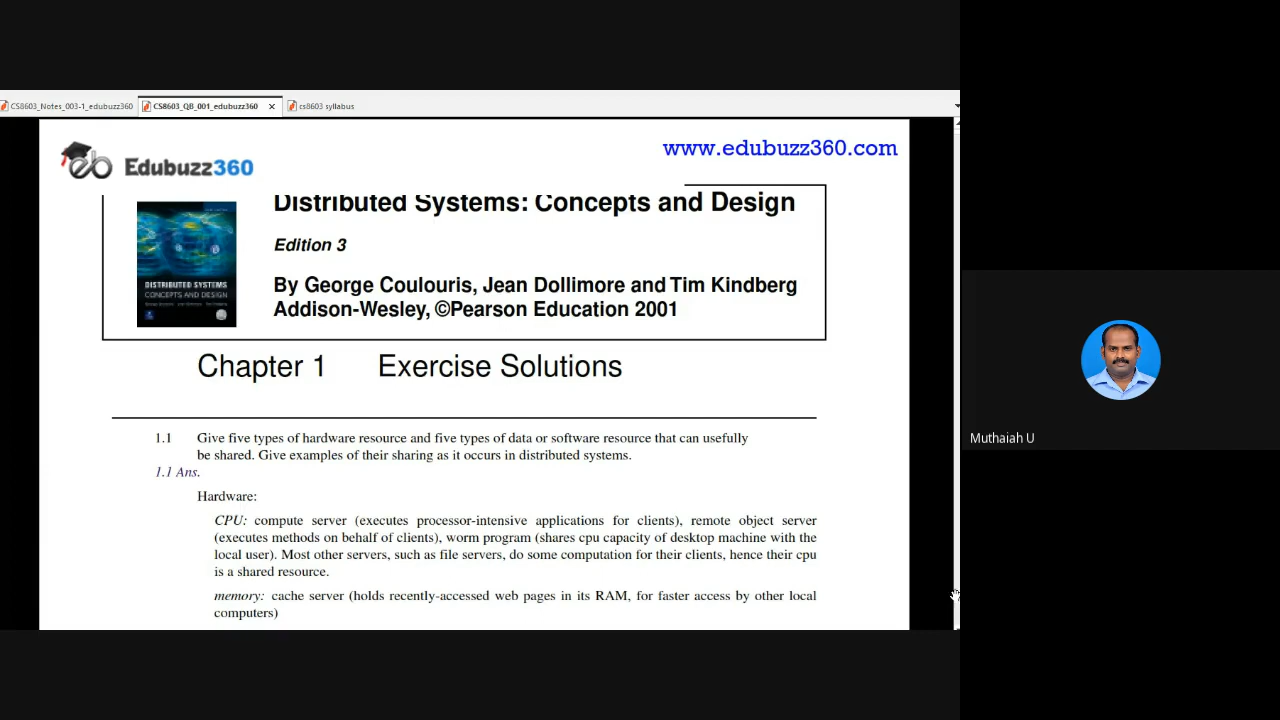 CS8603_Notes_003-1_edubuzz360
CS8603_QB_001_edubuzz360
cs8603 syllabus
Edubuzz360
www.edubuzz360.com
Distributed Systems: Concepts and Design
Edition 3
By George Coulouris, Jean Dollimore and Tim Kindberg
Addison-Wesley, ©Pearson Education 2001
DISTRIBUTED SYSTEMS
CONCEPTS AND DESIGN
Chapter 1 Exercise Solutions
1.1 Give five types of hardware resource and five types of data or software resource that can usefully
be shared. Give examples of their sharing as it occurs in distributed systems.
1.1 Ans.
Hardware:
CPU: compute server (executes processor-intensive applications for clients), remote object server
(executes methods on behalf of clients), worm program (shares cpu capacity of desktop machine with the
local user). Most other servers, such as file servers, do some computation for their clients, hence their cpu
is a shared resource.
memory: cache server (holds recently-accessed web pages in its RAM, for faster access by other local
computers)
Muthaiah U